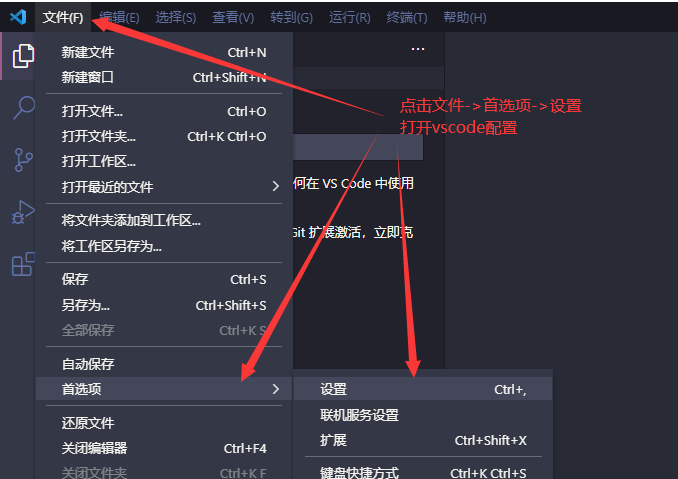 文件(F) 编辑(E) 选择(S) 查看(V) 转到(G) 运行(R) 终端(T) 帮助(H)
新建文件 Ctrl+N
新建窗口 Ctrl+Shift+N
打开文件... Ctrl+O
点击文件->首选项->设置
打开vscode配置
打开文件夹... Ctrl+K Ctrl+O
打开工作区...
打开最近的文件
何在 VS Code 中使用
将文件夹添加到工作区...
Git 扩展激活，立即克
将工作区另存为...
保存 Ctrl+S
另存为... Ctrl+Shift+S
全部保存 Ctrl+K S
自动保存
首选项
设置 Ctrl+,
联机服务设置
还原文件
扩展 Ctrl+Shift+X
关闭编辑器 Ctrl+F4
关闭文件夹 Ctrl+K F
键盘快捷方式 Ctrl+K Ctrl+S